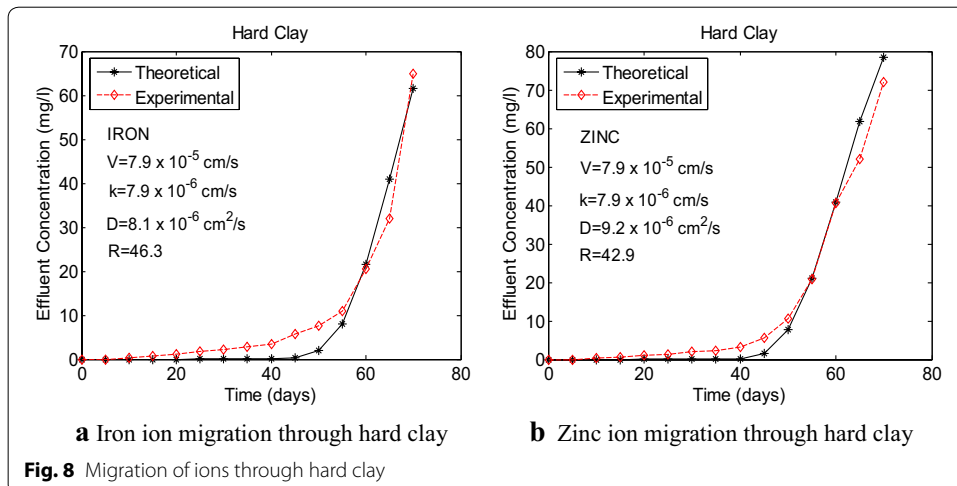 Hard Clay
Theoretical
Experimental
IRON
V=7.9 x 10⁻⁵ cm/s
k=7.9 x 10⁻⁶ cm/s
D=8.1 x 10⁻⁶ cm²/s
R=46.3
Effluent Concentration (mg/l)
70
60
50
40
30
20
10
0
0 20 40 60 80
Time (days)
a Iron ion migration through hard clay
Hard Clay
Theoretical
Experimental
ZINC
V=7.9 x 10⁻⁵ cm/s
k=7.9 x 10⁻⁶ cm/s
D=9.2 x 10⁻⁶ cm²/s
R=42.9
Effluent Concentration (mg/l)
80
70
60
50
40
30
20
10
0
0 20 40 60 80
Time (days)
b Zinc ion migration through hard clay
Fig. 8 Migration of ions through hard clay